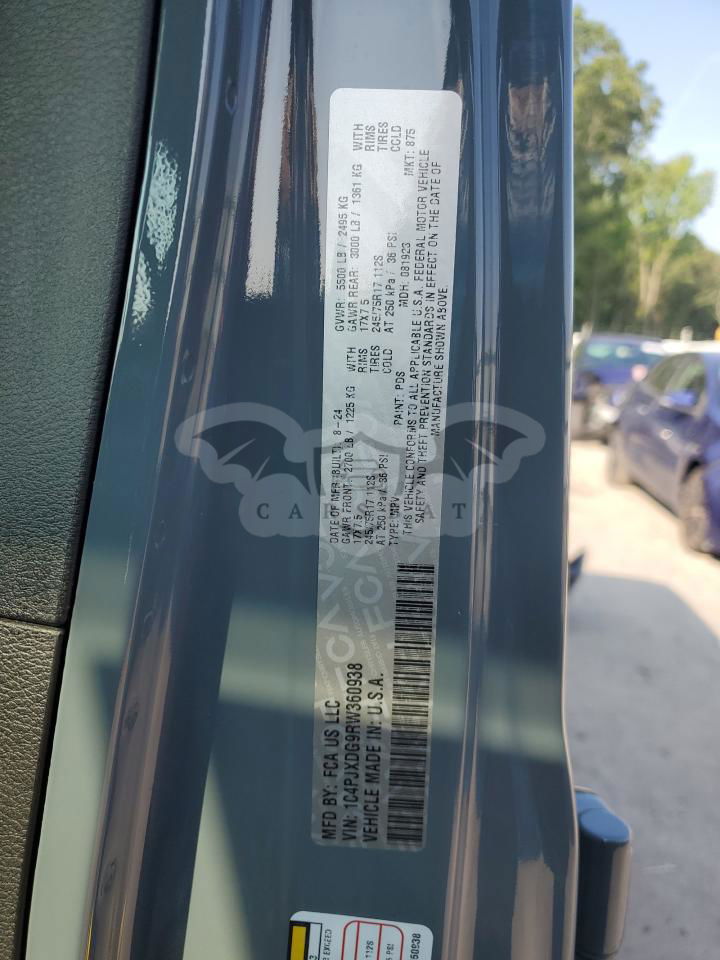 MFD BY: FCA US LLC
DATE OF MFR (BUILT): 8-24
GVWR: 5500 LB / 2495 KG
GAWR FRONT: 2700 LB / 1225 KG WITH
GAWR REAR: 3000 LB / 1361 KG WITH
17X7.5 RIMS
17X7.5 RIMS
245/75R17 112S TIRES
245/75R17 112S TIRES
AT 250 kPa / 36 PSI COLD
AT 250 kPa / 36 PSI COLD
VIN: 1C4PJXDG9RW360938
TYPE: MPV
PAINT: PDS
MDH: 081923
MKT: 875
VEHICLE MADE IN: U.S.A.
THIS VEHICLE CONFORMS TO ALL APPLICABLE U.S.A. FEDERAL MOTOR VEHICLE
SAFETY AND THEFT PREVENTION STANDARDS IN EFFECT ON THE DATE OF
MANUFACTURE SHOWN ABOVE.
EXCEED
112S
PSI